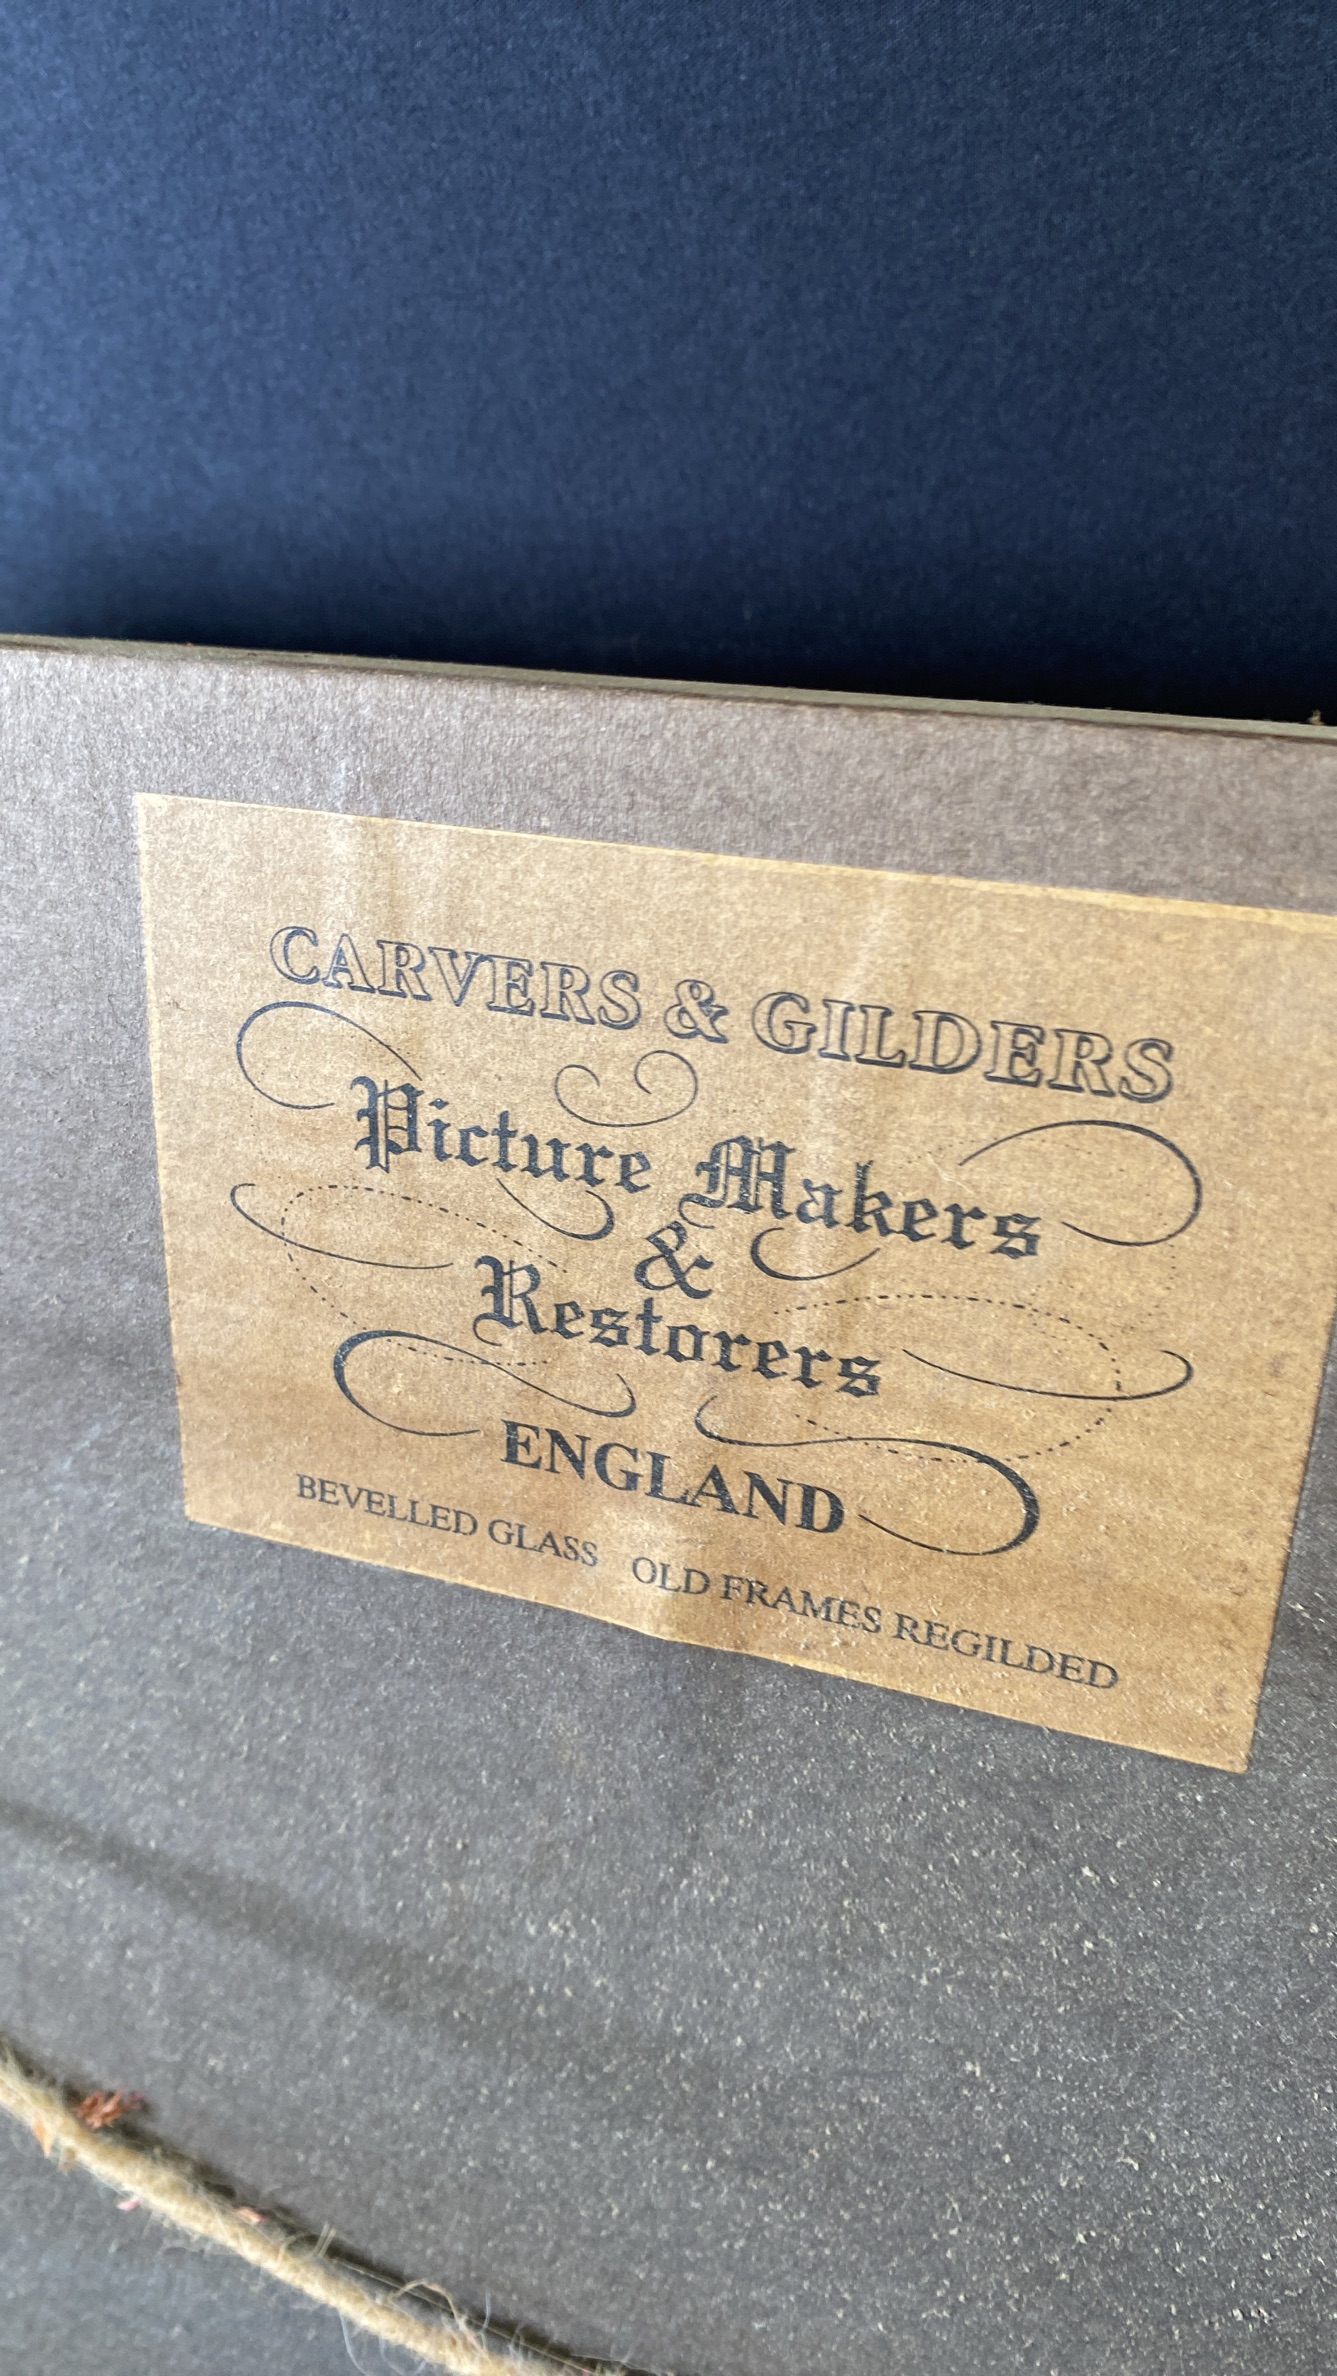 CARVERS & GILDERS
Picture Makers
&
Restorers
ENGLAND
BEVELLED GLASS OLD FRAMES REGILDED